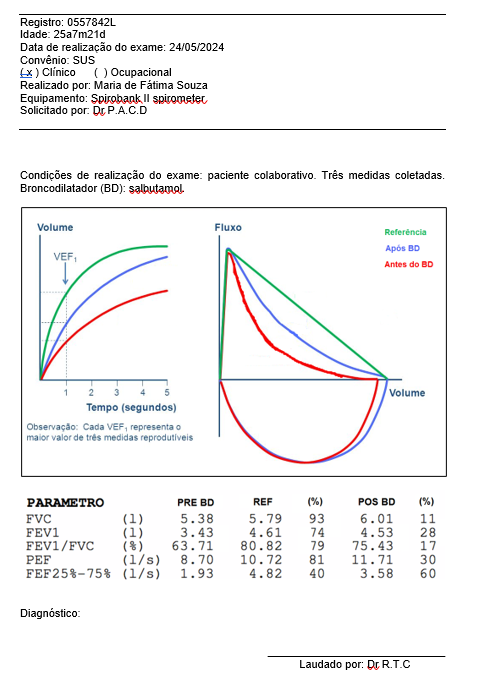 Registro: 0557842L
Idade: 25a7m21d
Data de realização do exame: 24/05/2024
Convênio: SUS
( x ) Clínico ( ) Ocupacional
Realizado por: Maria de Fátima Souza
Equipamento: Spirobank II spirometer
Solicitado por: Dr P.A.C.D
Condições de realização do exame: paciente colaborativo. Três medidas coletadas.
Broncodilatador (BD): salbutamol.
Volume
Fluxo
Referência
Após BD
Antes do BD
VEF1
1 2 3 4 5
Tempo (segundos)
Volume
Observação: Cada VEF1 representa o
maior valor de três medidas reprodutíveis
PARAMETRO PRE BD REF (%) POS BD (%)
FVC (l) 5.38 5.79 93 6.01 11
FEV1 (l) 3.43 4.61 74 4.53 28
FEV1/FVC (%) 63.71 80.82 79 75.43 17
PEF (l/s) 8.70 10.72 81 11.71 30
FEF25%-75% (l/s) 1.93 4.82 40 3.58 60
Diagnóstico:
Laudado por: Dr R.T.C